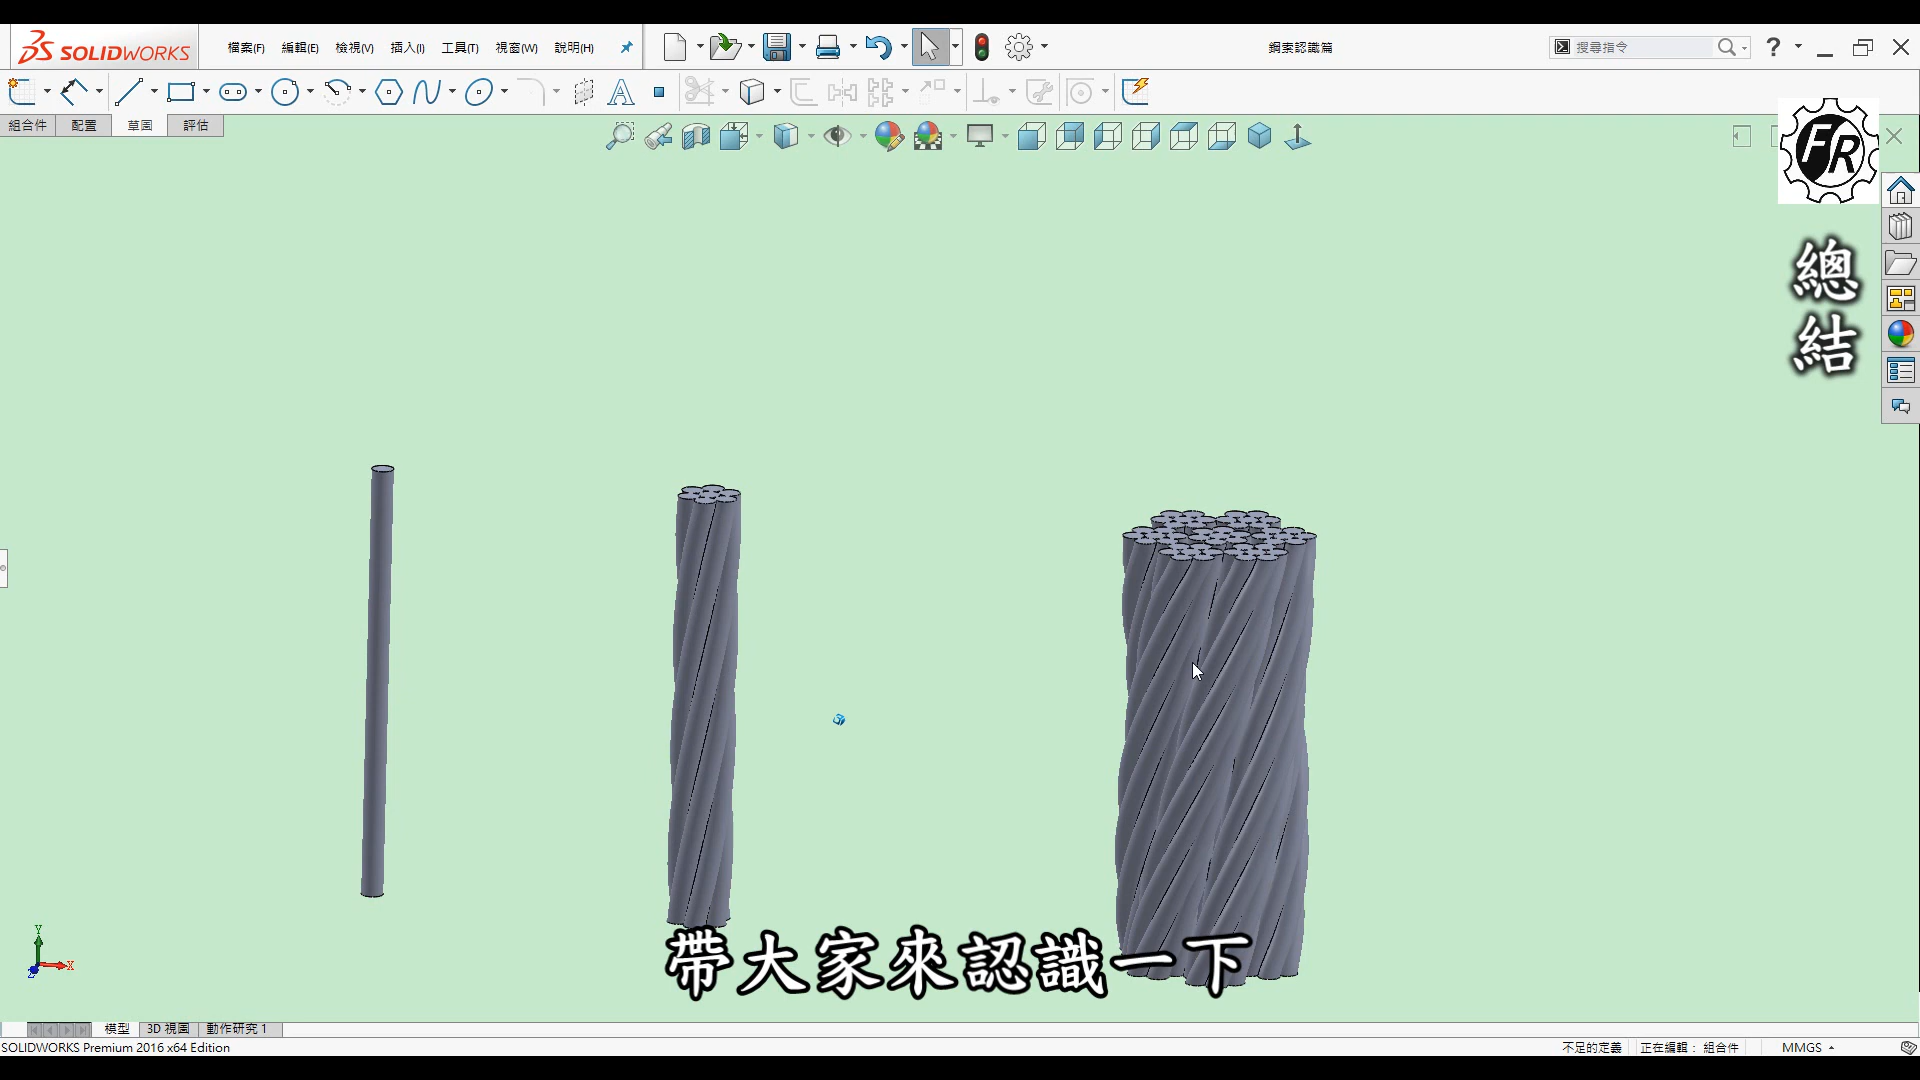 SOLIDWORKS
檔案(F) 編輯(E) 檢視(V) 插入(I) 工具(T) 視窗(W) 說明(H)
鋼索認識篇
搜尋指令
組合件 配置 草圖 評估
FR
總結
帶大家來認識一下
Y
X
Z
模型 3D 視圖 動作研究 1
SOLIDWORKS Premium 2016 x64 Edition
不足的定義 正在編輯： 組合件 MMGS